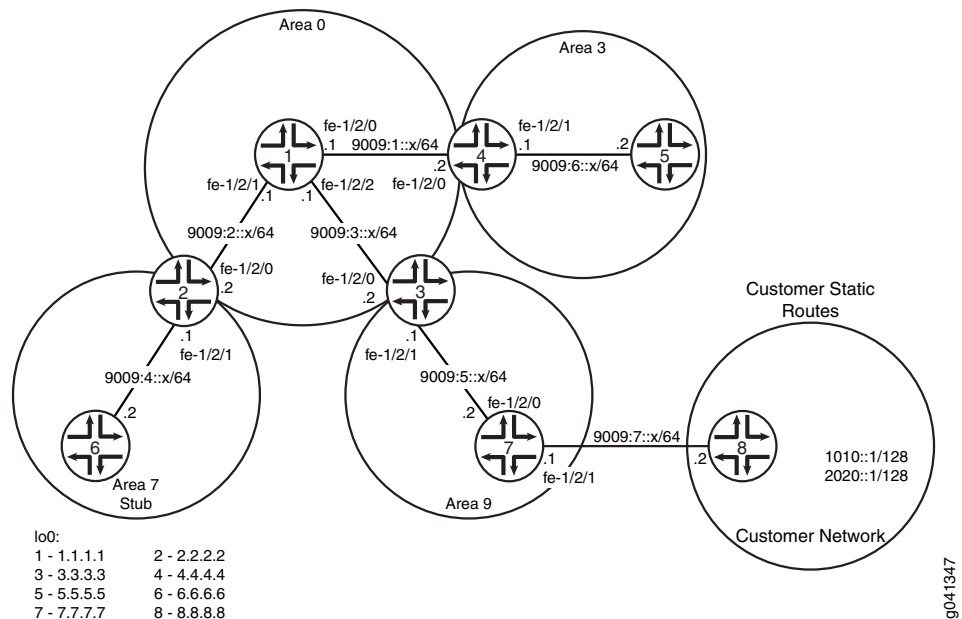 Area 0
Area 3
fe-1/2/0
.1
9009:1::x/64
fe-1/2/1
.1
.2
1
4
5
.2
9009:6::x/64
fe-1/2/1
.1
.1
fe-1/2/2
fe-1/2/0
9009:2::x/64
9009:3::x/64
fe-1/2/0
.2
fe-1/2/0
.2
2
3
Customer Static
Routes
.1
fe-1/2/1
.1
fe-1/2/1
9009:4::x/64
9009:5::x/64
.2
.2
fe-1/2/0
9009:7::x/64
6
7
8
.1
.2
fe-1/2/1
1010::1/128
2020::1/128
Area 7
Stub
Area 9
Customer Network
lo0:
1 - 1.1.1.1
2 - 2.2.2.2
3 - 3.3.3.3
4 - 4.4.4.4
5 - 5.5.5.5
6 - 6.6.6.6
7 - 7.7.7.7
8 - 8.8.8.8
g041347